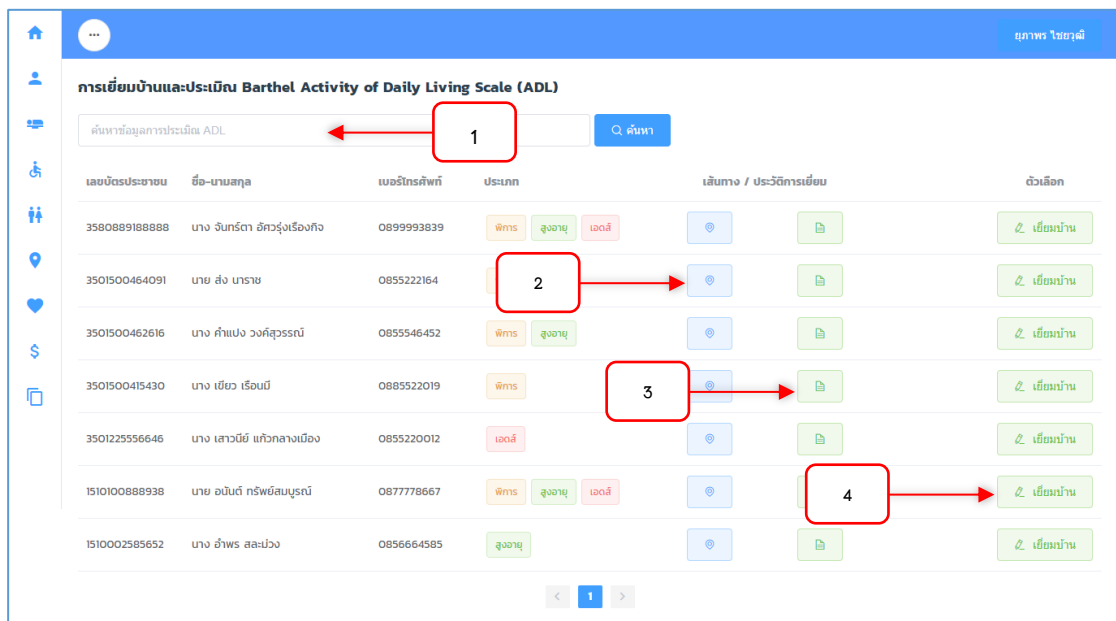 ... ยุภาพร ไชยวุฒิ
การเยี่ยมบ้านและประเมิณ Barthel Activity of Daily Living Scale (ADL)
ค้นหาข้อมูลการประเมิณ ADL 1 ค้นหา
เลขบัตรประชาชน ชื่อ-นามสกุล เบอร์โทรศัพท์ ประเภท เส้นทาง / ประวัติการเยี่ยม ตัวเลือก
3580889188888 นาง จันทร์ตา อัศวรุ่งเรืองกิจ 0899993839 พิการ สูงอายุ เอดส์ เยี่ยมบ้าน
3501500464091 นาย ส่ง นาราช 0855222164 2 เยี่ยมบ้าน
3501500462616 นาง คำแปง วงค์สุวรรณ์ 0855546452 พิการ สูงอายุ เยี่ยมบ้าน
3501500415430 นาง เขียว เรือนมี 0885522019 พิการ 3 เยี่ยมบ้าน
3501225556646 นาง เสาวนีย์ แก้วกลางเมือง 0855220012 เอดส์ เยี่ยมบ้าน
1510100888938 นาย อนันต์ ทรัพย์สมบูรณ์ 0877778667 พิการ สูงอายุ เอดส์ 4 เยี่ยมบ้าน
1510002585652 นาง อำพร สละม่วง 0856664585 สูงอายุ เยี่ยมบ้าน
< 1 >